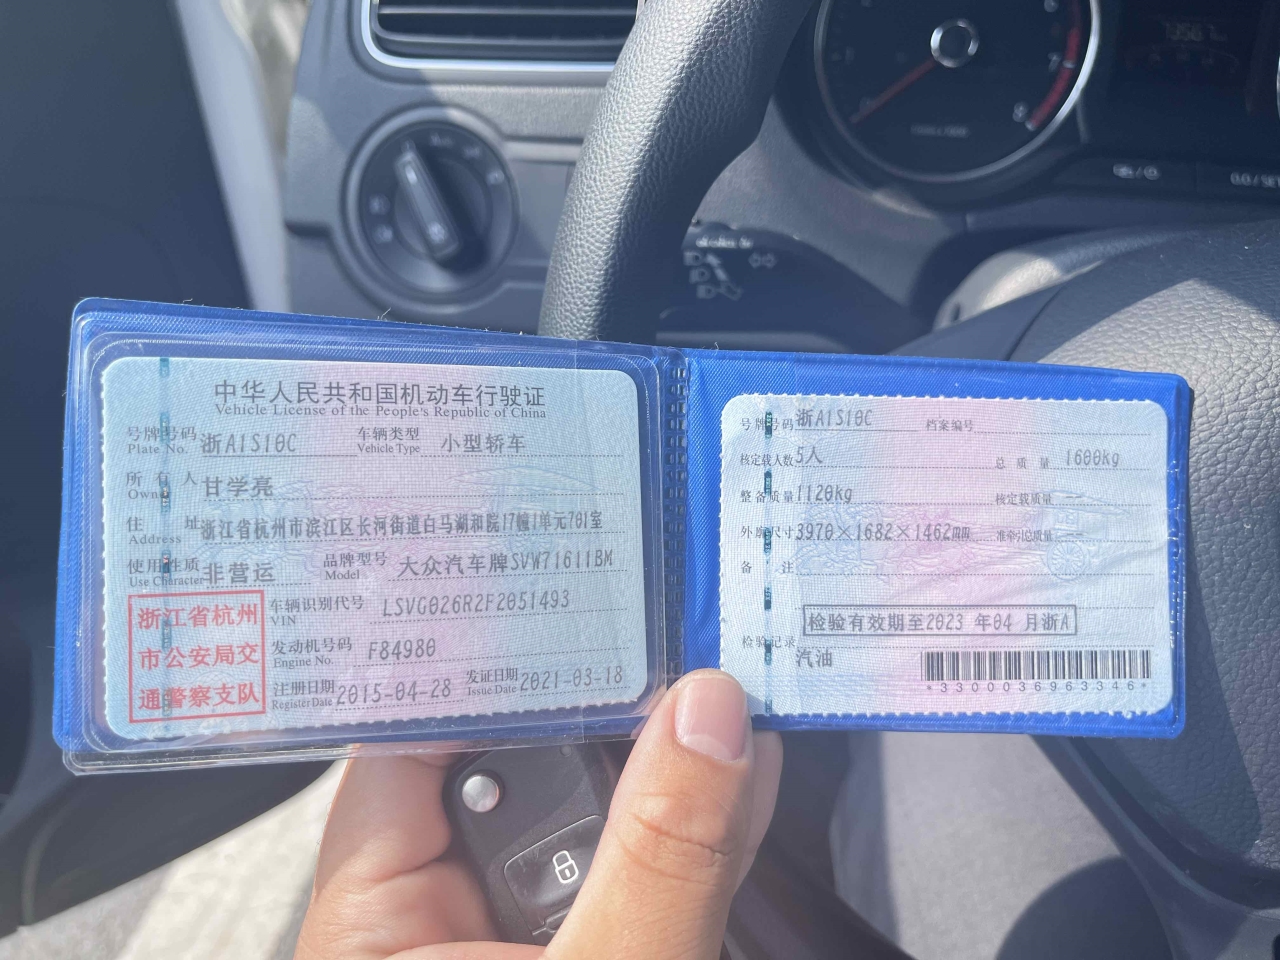 中华人民共和国机动车行驶证
Vehicle License of the People's Republic of China
号牌号码 浙A1S10C 车辆类型 小型轿车
Plate No. Vehicle Type
所有人 甘学亮
Owner
住址 浙江省杭州市滨江区长河街道白马湖和院17幢1单元701室
Address
使用性质 非营运 品牌型号 大众汽车牌SVW71611BM
Use Character Model
浙江省杭州
市公安局交
通警察支队
车辆识别代号 LSVG026R2F2051493
VIN
发动机号码 F84980
Engine No.
注册日期 2015-04-28 发证日期 2021-03-18
Register Date Issue Date
号牌号码 浙A1S10C 档案编号
核定载人数 5人 总质量 1600kg
整备质量 1120kg 核定载质量 —
外廓尺寸 3970×1682×1462mm 准牵引总质量 —
备注
检验有效期至2023年04月浙A
检验记录
汽油
*3300036963346*